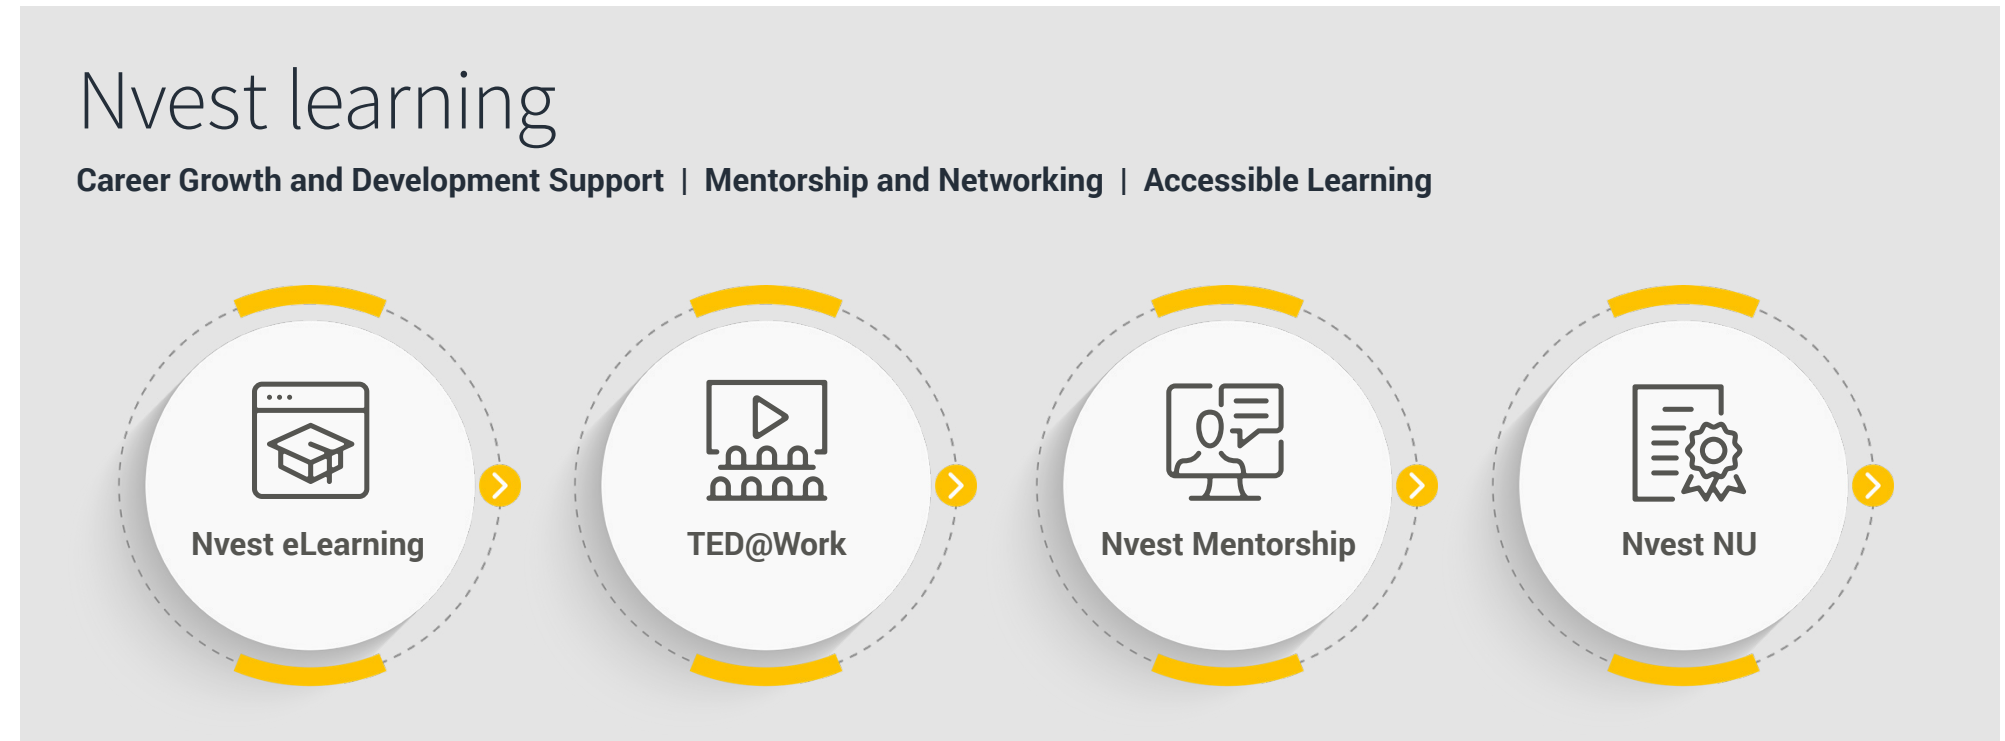 Nvest learning
Career Growth and Development Support | Mentorship and Networking | Accessible Learning
Nvest eLearning
TED@Work
Nvest Mentorship
Nvest NU